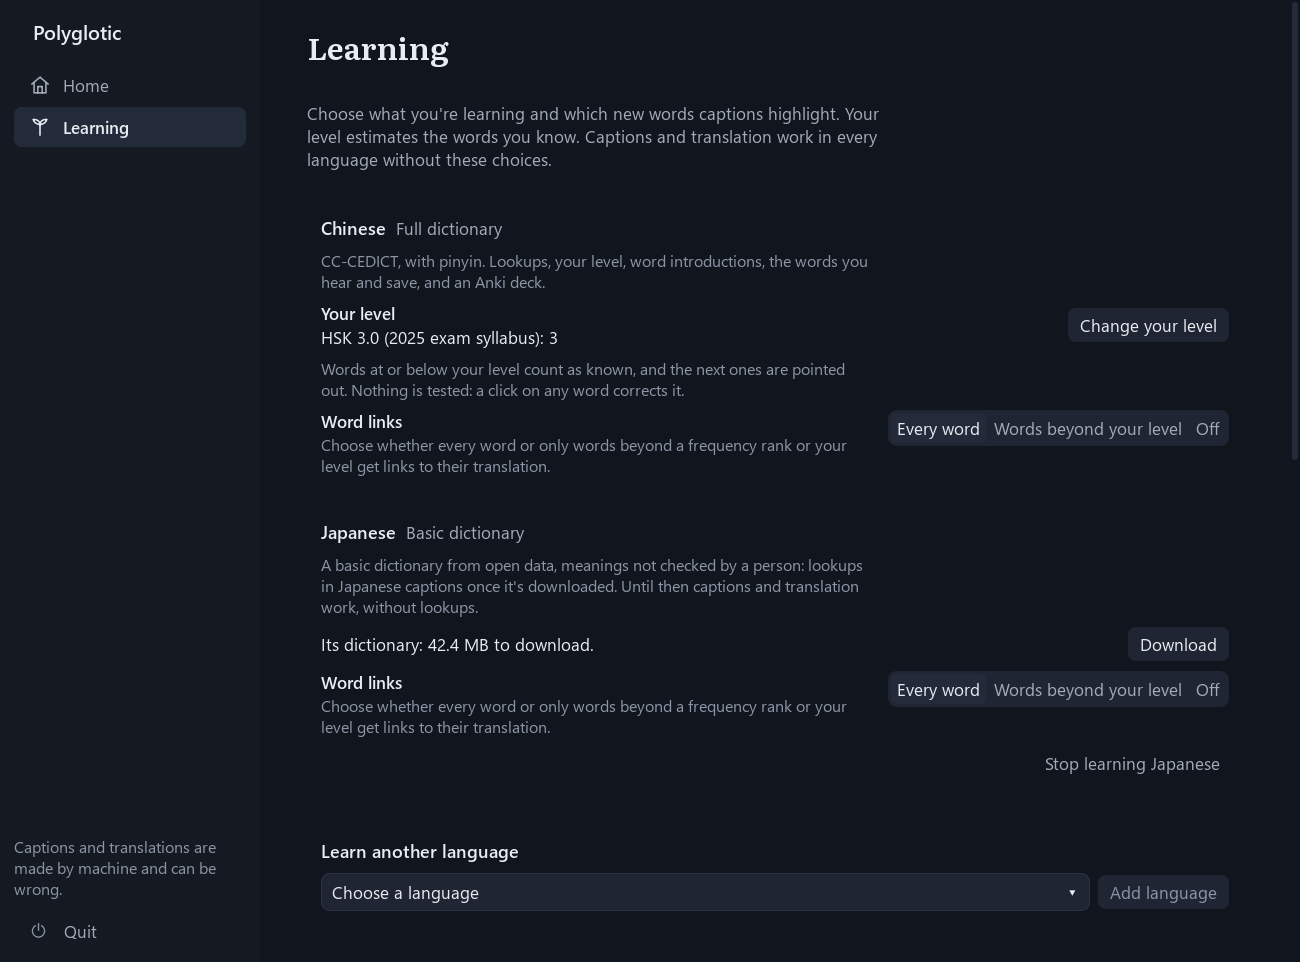 Polyglotic
Home
Learning
Captions and translations are
made by machine and can be
wrong.
Quit
Learning
Choose what you're learning and which new words captions highlight. Your
level estimates the words you know. Captions and translation work in every
language without these choices.
Chinese Full dictionary
CC-CEDICT, with pinyin. Lookups, your level, word introductions, the words you
hear and save, and an Anki deck.
Your level
HSK 3.0 (2025 exam syllabus): 3
Change your level
Words at or below your level count as known, and the next ones are pointed
out. Nothing is tested: a click on any word corrects it.
Word links
Choose whether every word or only words beyond a frequency rank or your
level get links to their translation.
Every word Words beyond your level Off
Japanese Basic dictionary
A basic dictionary from open data, meanings not checked by a person: lookups
in Japanese captions once it's downloaded. Until then captions and translation
work, without lookups.
Its dictionary: 42.4 MB to download.
Download
Word links
Choose whether every word or only words beyond a frequency rank or your
level get links to their translation.
Every word Words beyond your level Off
Stop learning Japanese
Learn another language
Choose a language
Add language